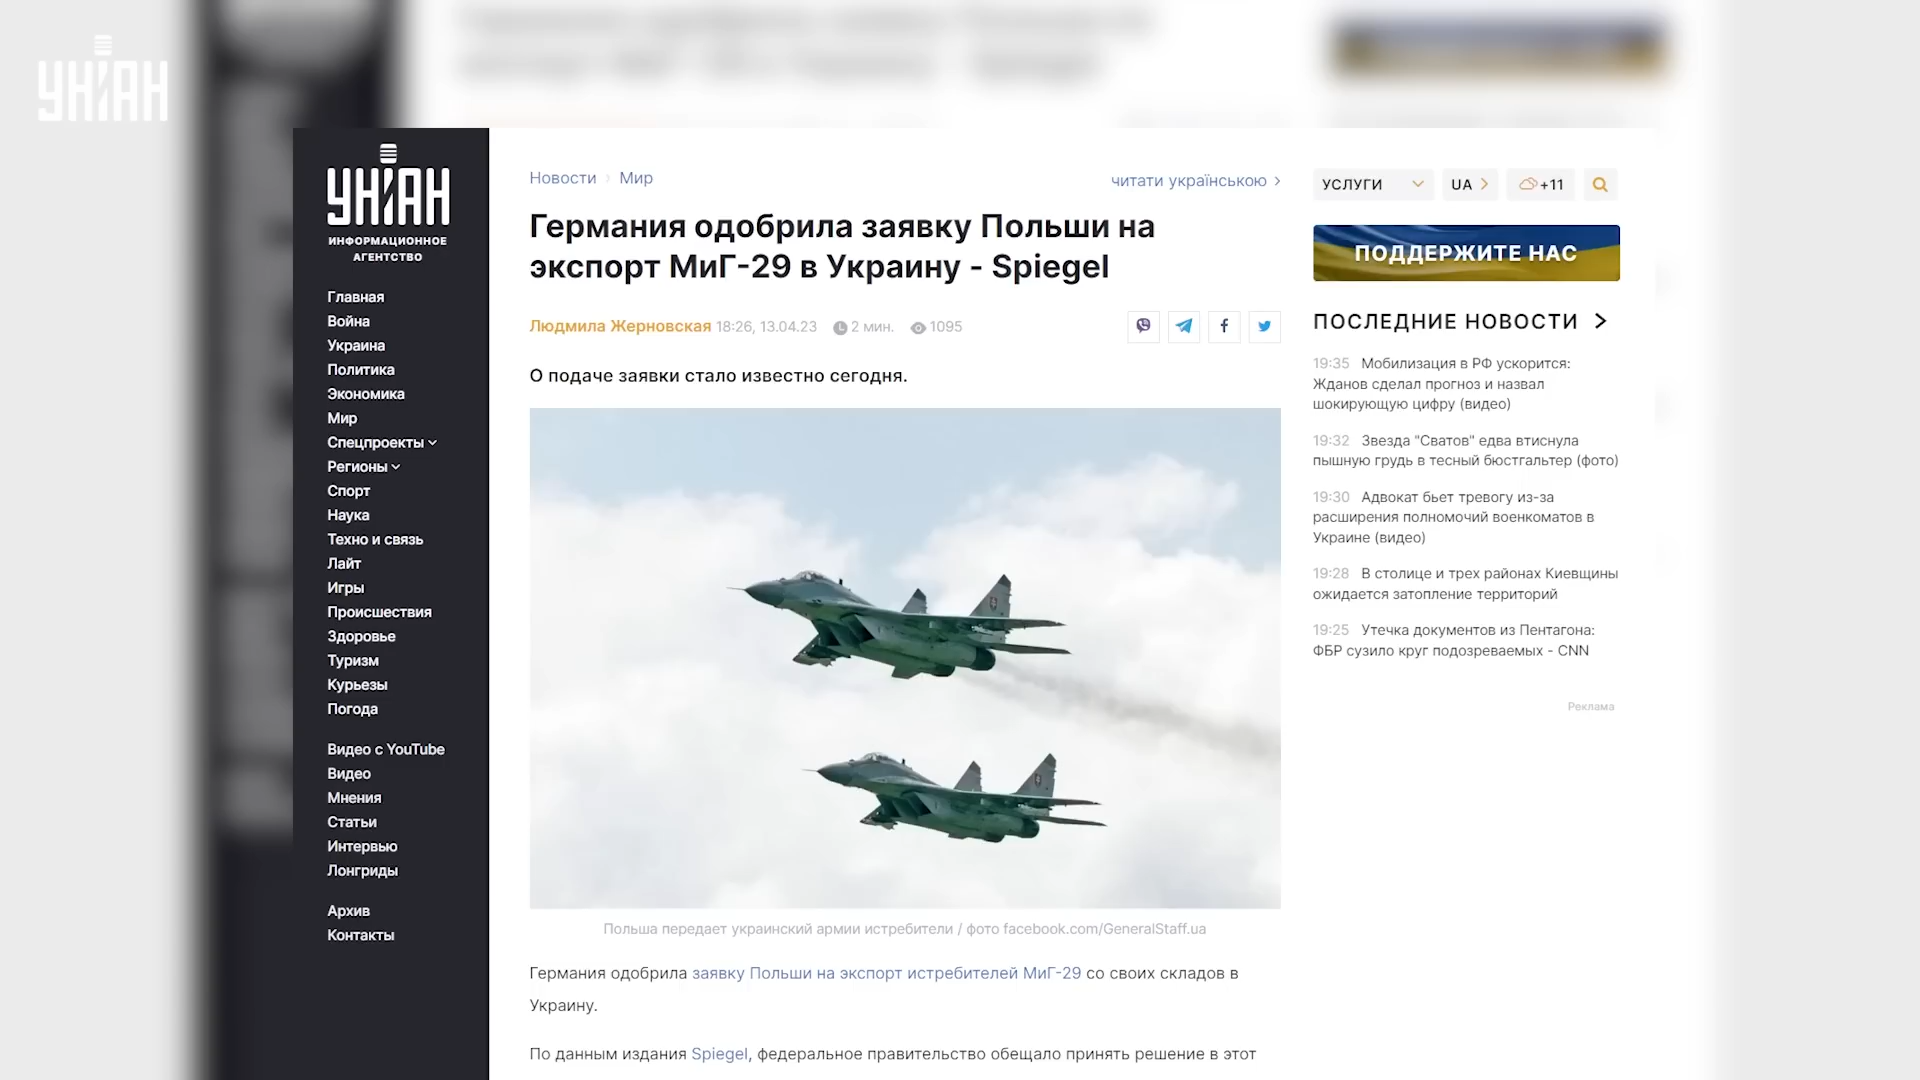 УНІАН
УНІАН
ИНФОРМАЦИОННОЕ
АГЕНТСТВО
Главная
Война
Украина
Политика
Экономика
Мир
Спецпроекты
Регионы
Спорт
Наука
Техно и связь
Лайт
Игры
Происшествия
Здоровье
Туризм
Курьезы
Погода
Видео с YouTube
Видео
Мнения
Статьи
Интервью
Лонгриды
Архив
Контакты
Новости › Мир
читати українською ›
Германия одобрила заявку Польши на
экспорт МиГ-29 в Украину - Spiegel
Людмила Жерновская 18:26, 13.04.23 2 мин. 1095
О подаче заявки стало известно сегодня.
Польша передает украинский армии истребители / фото facebook.com/GeneralStaff.ua
Германия одобрила заявку Польши на экспорт истребителей МиГ-29 со своих складов в
Украину.
По данным издания Spiegel, федеральное правительство обещало принять решение в этот
УСЛУГИ UA +11
ПОДДЕРЖИТЕ НАС
ПОСЛЕДНИЕ НОВОСТИ
19:35 Мобилизация в РФ ускорится:
Жданов сделал прогноз и назвал
шокирующую цифру (видео)
19:32 Звезда "Сватов" едва втиснула
пышную грудь в тесный бюстгальтер (фото)
19:30 Адвокат бьет тревогу из-за
расширения полномочий военкоматов в
Украине (видео)
19:28 В столице и трех районах Киевщины
ожидается затопление территорий
19:25 Утечка документов из Пентагона:
ФБР сузило круг подозреваемых - CNN
Реклама